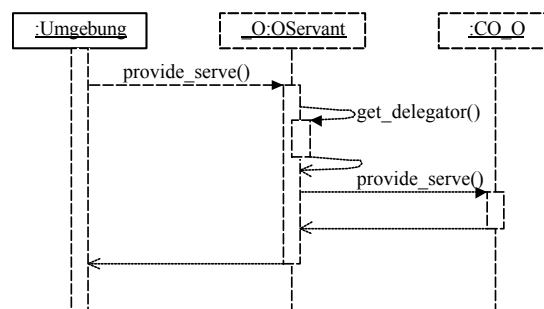 :Umgebung
_O:OServant
:CO_O
provide_serve()
get_delegator()
provide_serve()